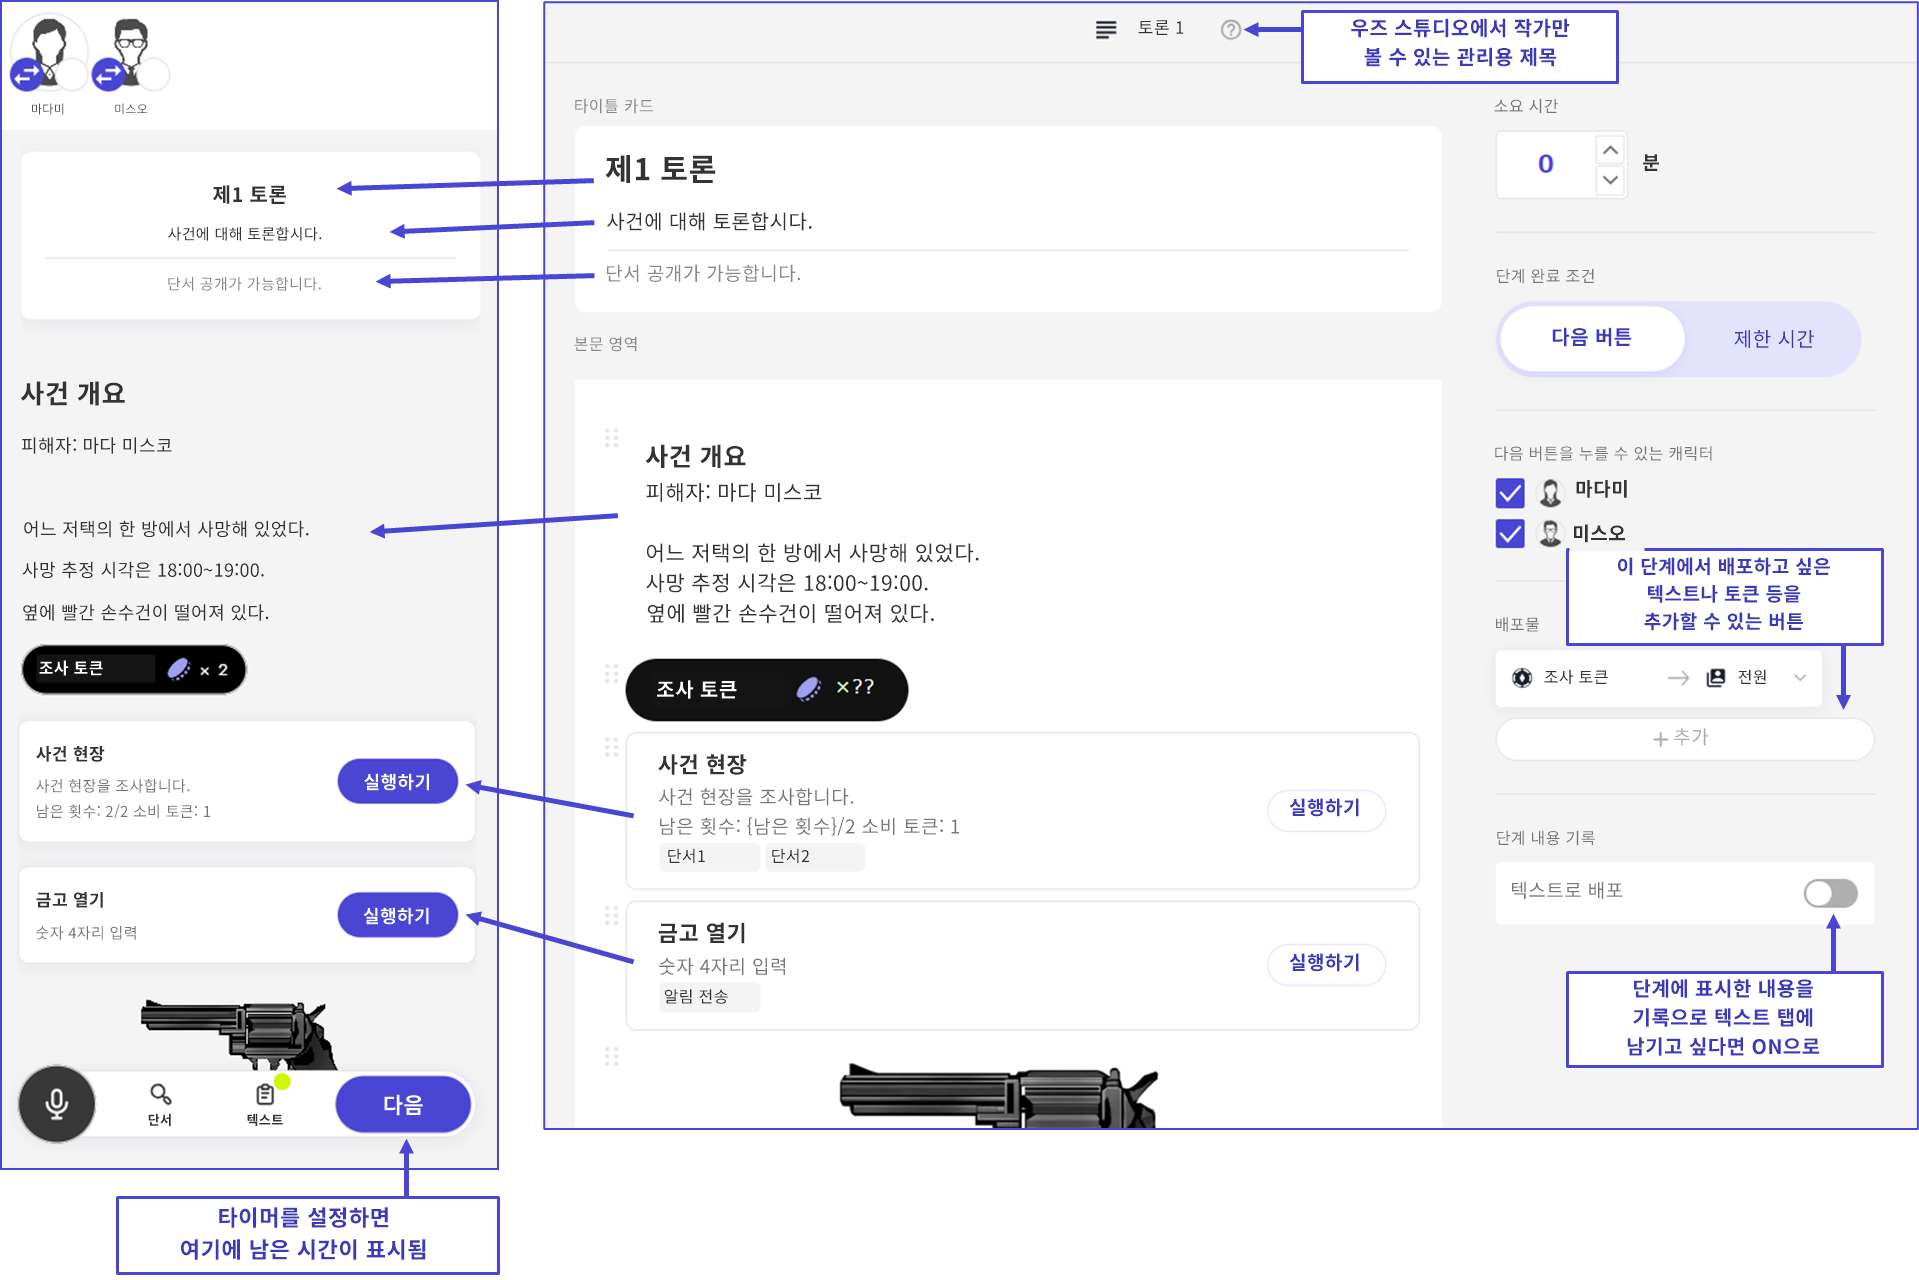 마다미
미스오
제1 토론
사건에 대해 토론합시다.
단서 공개가 가능합니다.
사건 개요
피해자: 마다 미스코
어느 저택의 한 방에서 사망해 있었다.
사망 추정 시각은 18:00~19:00.
옆에 빨간 손수건이 떨어져 있다.
조사 토큰 × 2
사건 현장
사건 현장을 조사합니다.
남은 횟수: 2/2 소비 토큰: 1
실행하기
금고 열기
숫자 4자리 입력
실행하기
단서
텍스트
다음
타이머를 설정하면
여기에 남은 시간이 표시됨
토론 1
우즈 스튜디오에서 작가만
볼 수 있는 관리용 제목
타이틀 카드
제1 토론
사건에 대해 토론합시다.
단서 공개가 가능합니다.
본문 영역
사건 개요
피해자: 마다 미스코
어느 저택의 한 방에서 사망해 있었다.
사망 추정 시각은 18:00~19:00.
옆에 빨간 손수건이 떨어져 있다.
조사 토큰 ×??
사건 현장
사건 현장을 조사합니다.
남은 횟수: {남은 횟수}/2 소비 토큰: 1
단서1 단서2
실행하기
금고 열기
숫자 4자리 입력
알림 전송
실행하기
소요 시간
0 분
단계 완료 조건
다음 버튼 제한 시간
다음 버튼을 누를 수 있는 캐릭터
마다미
미스오
이 단계에서 배포하고 싶은
텍스트나 토큰 등을
추가할 수 있는 버튼
배포물
조사 토큰 → 전원
+ 추가
단계 내용 기록
텍스트로 배포
단계에 표시한 내용을
기록으로 텍스트 탭에
남기고 싶다면 ON으로